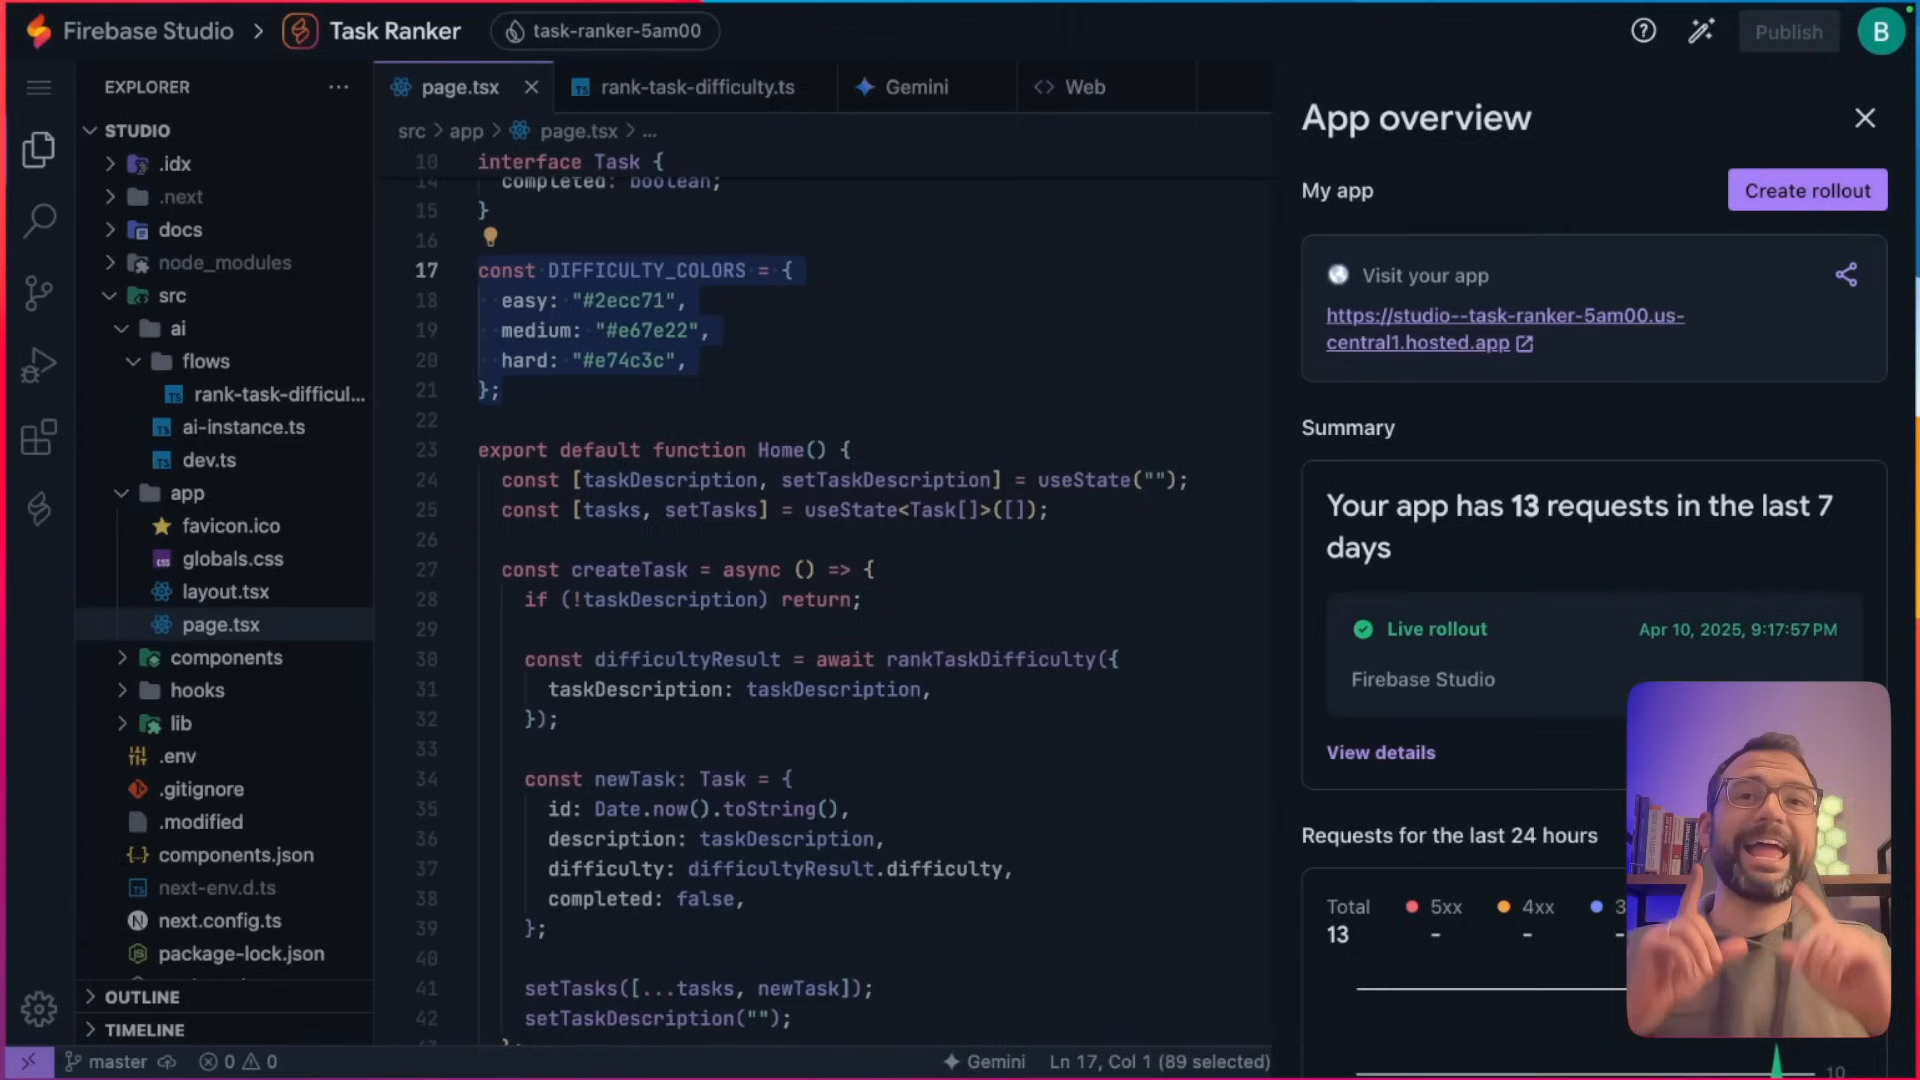 Firebase Studio > Task Ranker task-ranker-5am00
Publish
B
EXPLORER
STUDIO
.idx
.next
docs
node_modules
src
ai
flows
rank-task-difficul...
ai-instance.ts
dev.ts
app
favicon.ico
globals.css
layout.tsx
page.tsx
components
hooks
lib
.env
.gitignore
.modified
components.json
next-env.d.ts
next.config.ts
package-lock.json
OUTLINE
TIMELINE
page.tsx
rank-task-difficulty.ts
Gemini
Web
src > app > page.tsx > ...
10 interface Task {
14 completed: boolean;
15 }
16
17 const DIFFICULTY_COLORS = {
18 easy: "#2ecc71",
19 medium: "#e67e22",
20 hard: "#e74c3c",
21 };
22
23 export default function Home() {
24 const [taskDescription, setTaskDescription] = useState("");
25 const [tasks, setTasks] = useState<Task[]>([]);
26
27 const createTask = async () => {
28 if (!taskDescription) return;
29
30 const difficultyResult = await rankTaskDifficulty({
31 taskDescription: taskDescription,
32 });
33
34 const newTask: Task = {
35 id: Date.now().toString(),
36 description: taskDescription,
37 difficulty: difficultyResult.difficulty,
38 completed: false,
39 };
40
41 setTasks([...tasks, newTask]);
42 setTaskDescription("");
App overview
My app
Create rollout
Visit your app
https://studio--task-ranker-5am00.us-
central1.hosted.app
Summary
Your app has 13 requests in the last 7
days
Live rollout
Apr 10, 2025, 9:17:57 PM
Firebase Studio
View details
Requests for the last 24 hours
Total 5xx 4xx 3
13 - - -
10
master 0 0
Gemini Ln 17, Col 1 (89 selected)